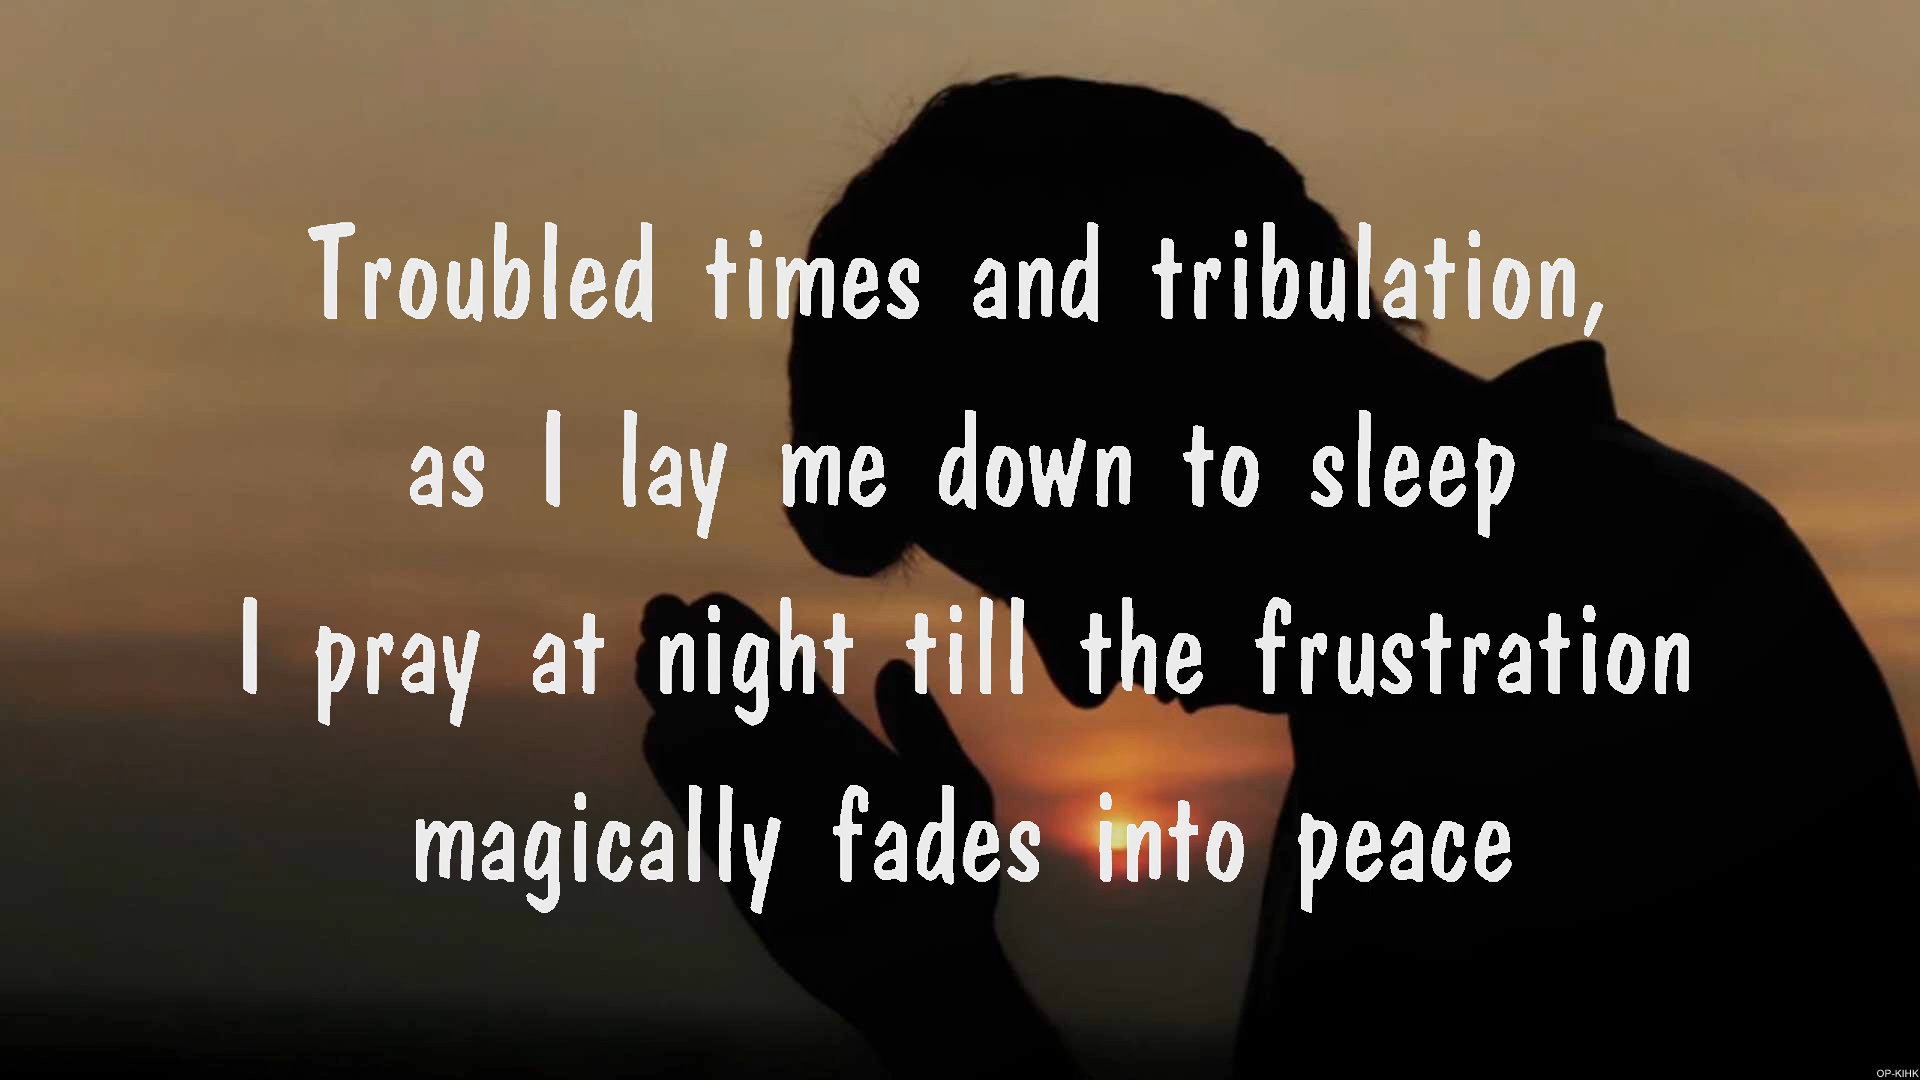 Troubled times and tribulation,
as I lay me down to sleep
I pray at night till the frustration
magically fades into peace
OP-KIHK